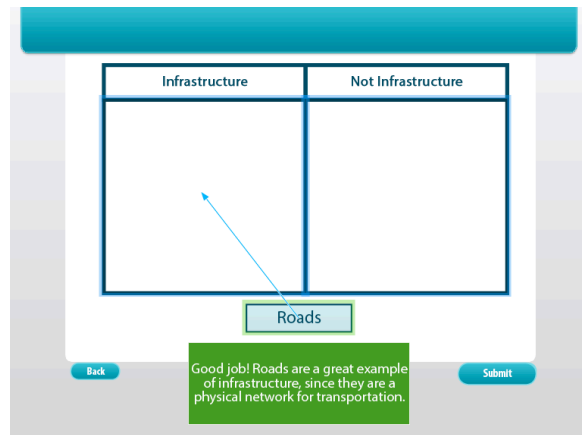 Infrastructure
Not Infrastructure
Roads
Good job! Roads are a great example
of infrastructure, since they are a
physical network for transportation.
Back
Submit